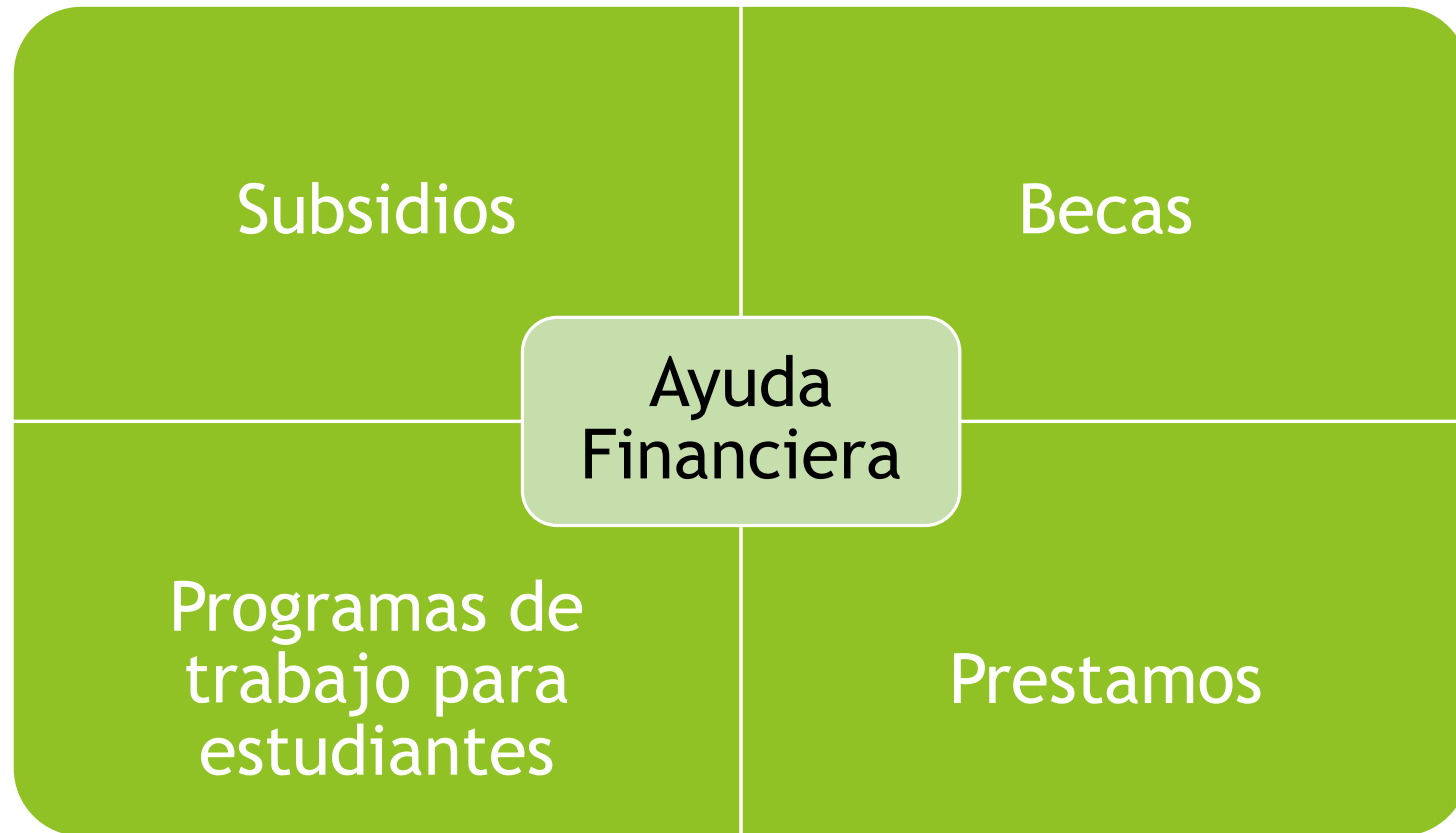 Subsidios
Becas
Ayuda
Financiera
Programas de
trabajo para
estudiantes
Prestamos